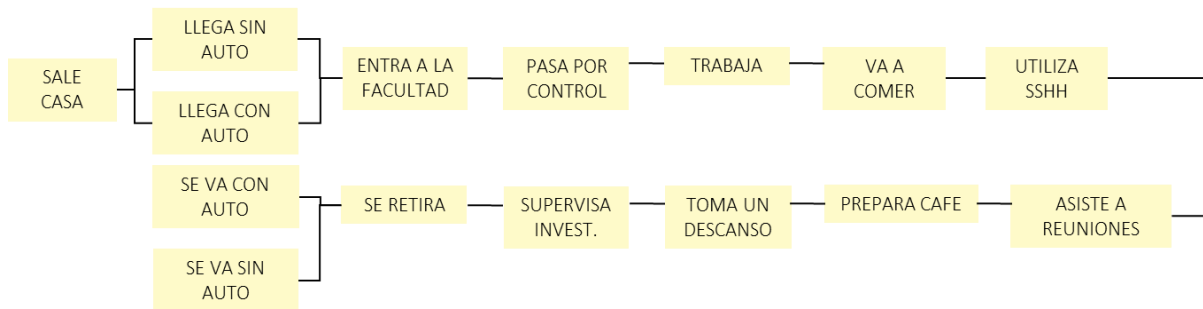 SALE
CASA
LLEGA SIN
AUTO
LLEGA CON
AUTO
ENTRA A LA
FACULTAD
PASA POR
CONTROL
TRABAJA
VA A
COMER
UTILIZA
SSHH
SE VA CON
AUTO
SE VA SIN
AUTO
SE RETIRA
SUPERVISA
INVEST.
TOMA UN
DESCANSO
PREPARA CAFE
ASISTE A
REUNIONES